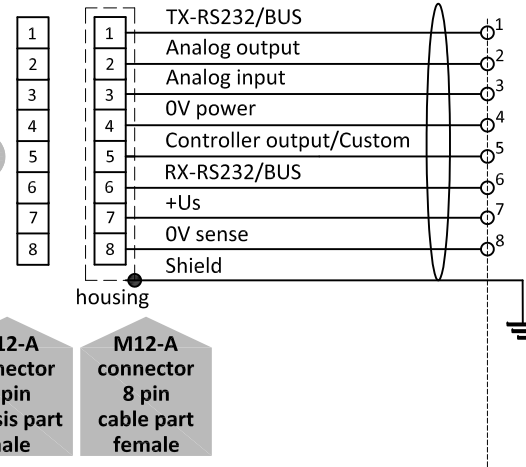 1 1 TX-RS232/BUS 1
2 2 Analog output 2
3 3 Analog input 3
4 4 0V power 4
5 5 Controller output/Custom 5
6 6 RX-RS232/BUS 6
7 7 +Us 7
8 8 0V sense 8
Shield
housing
12-A
pin
M12-A
connector
8 pin
cable part
female